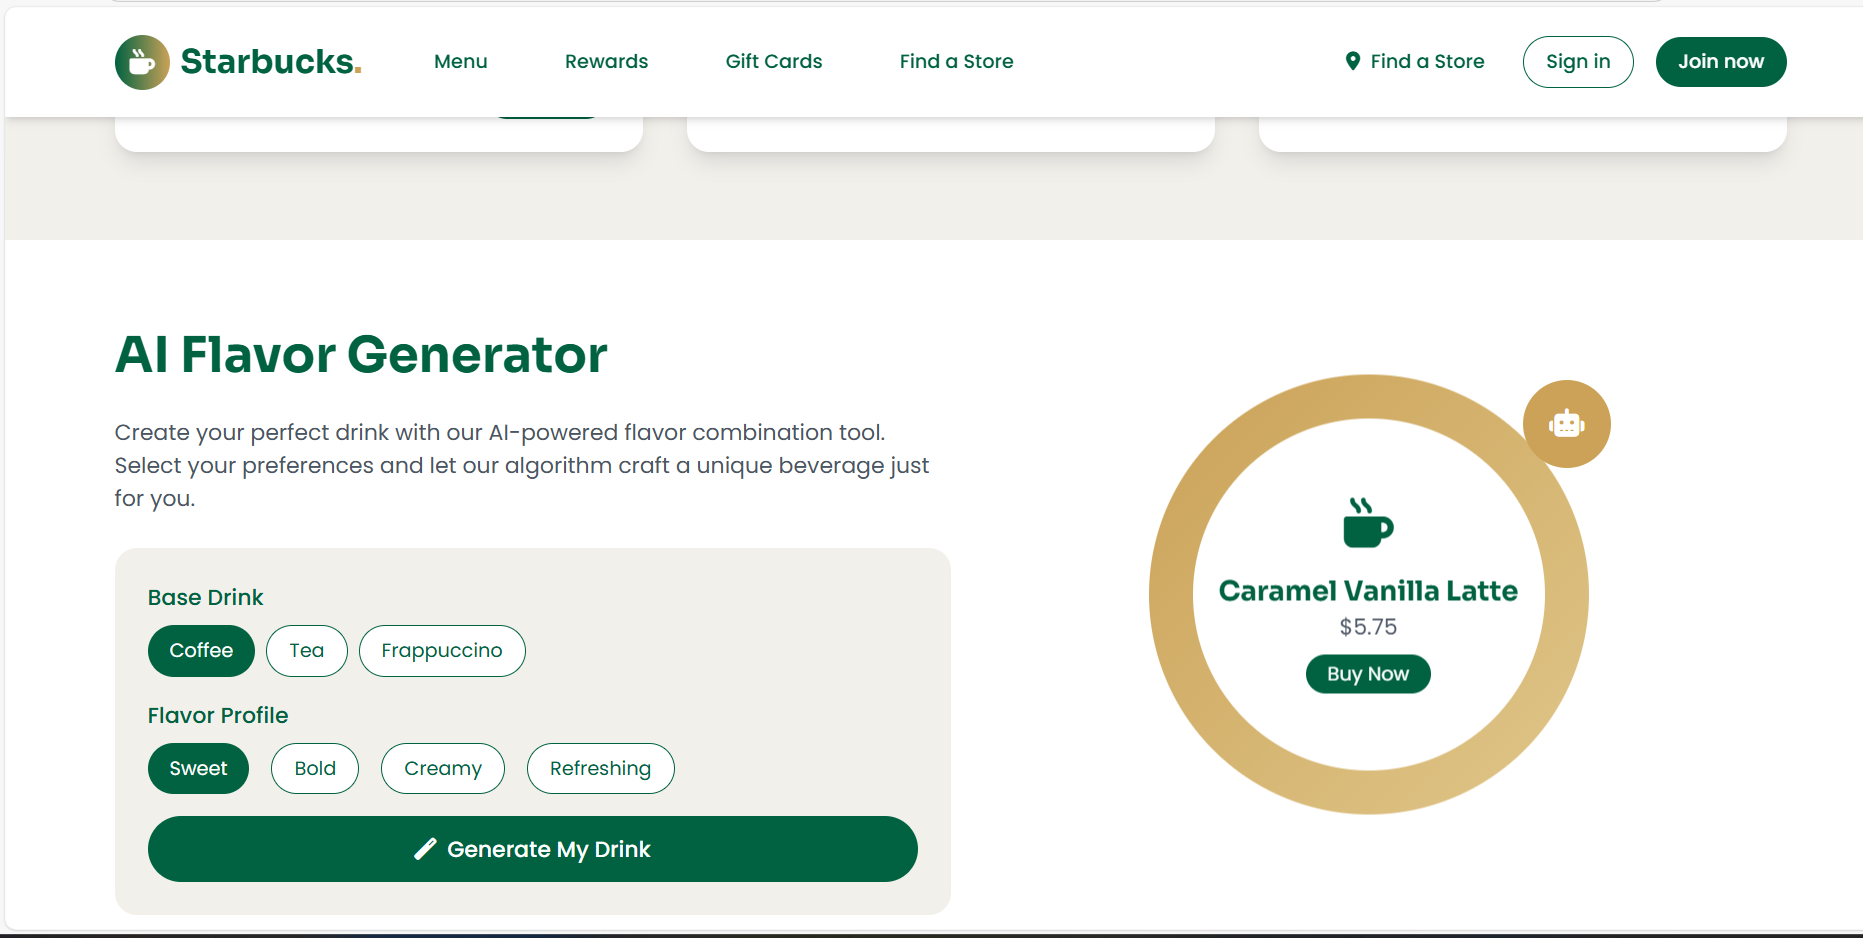 Starbucks.
Menu
Rewards
Gift Cards
Find a Store
Find a Store
Sign in
Join now
AI Flavor Generator
Create your perfect drink with our AI-powered flavor combination tool.
Select your preferences and let our algorithm craft a unique beverage just
for you.
Base Drink
Coffee
Tea
Frappuccino
Flavor Profile
Sweet
Bold
Creamy
Refreshing
Generate My Drink
Caramel Vanilla Latte
$5.75
Buy Now